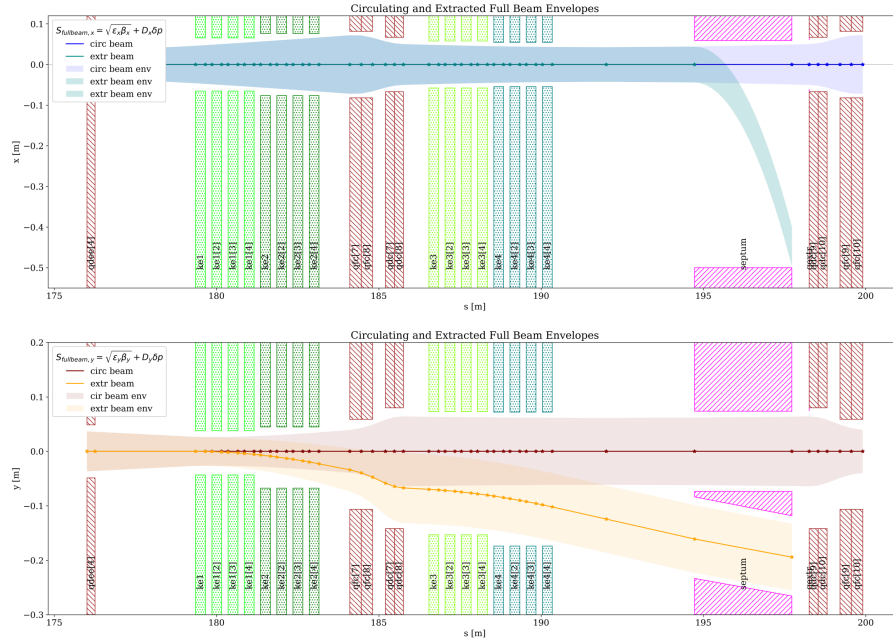 Circulating and Extracted Full Beam Envelopes
S_{fullbeam, x} = \sqrt{ε_xβ_x} + D_xδp
circ beam
extr beam
circ beam env
extr beam env
extr beam env
x [m]
0.1
0.0
−0.1
−0.2
−0.3
−0.4
−0.5
ke1
ke1[2]
ke1[3]
ke1[4]
ke2
ke2[2]
ke2[3]
ke2[4]
qfc[7]
qfc[8]
qdc[7]
qdc[8]
ke3
ke3[2]
ke3[3]
ke3[4]
ke4
ke4[2]
ke4[3]
ke4[4]
septum
qdc[10]
qfc[9]
qfc[10]
175
180
185
190
195
200
s [m]
Circulating and Extracted Full Beam Envelopes
S_{fullbeam, y} = \sqrt{ε_yβ_y} + D_yδp
circ beam
extr beam
cir beam env
extr beam env
y [m]
0.2
0.1
0.0
−0.1
−0.2
−0.3
ke1
ke1[2]
ke1[3]
ke1[4]
ke2
ke2[2]
ke2[3]
ke2[4]
qfc[7]
qfc[8]
qdc[7]
qdc[8]
ke3
ke3[2]
ke3[3]
ke3[4]
ke4
ke4[2]
ke4[3]
ke4[4]
septum
qdc[10]
qfc[9]
qfc[10]
175
180
185
190
195
200
s [m]